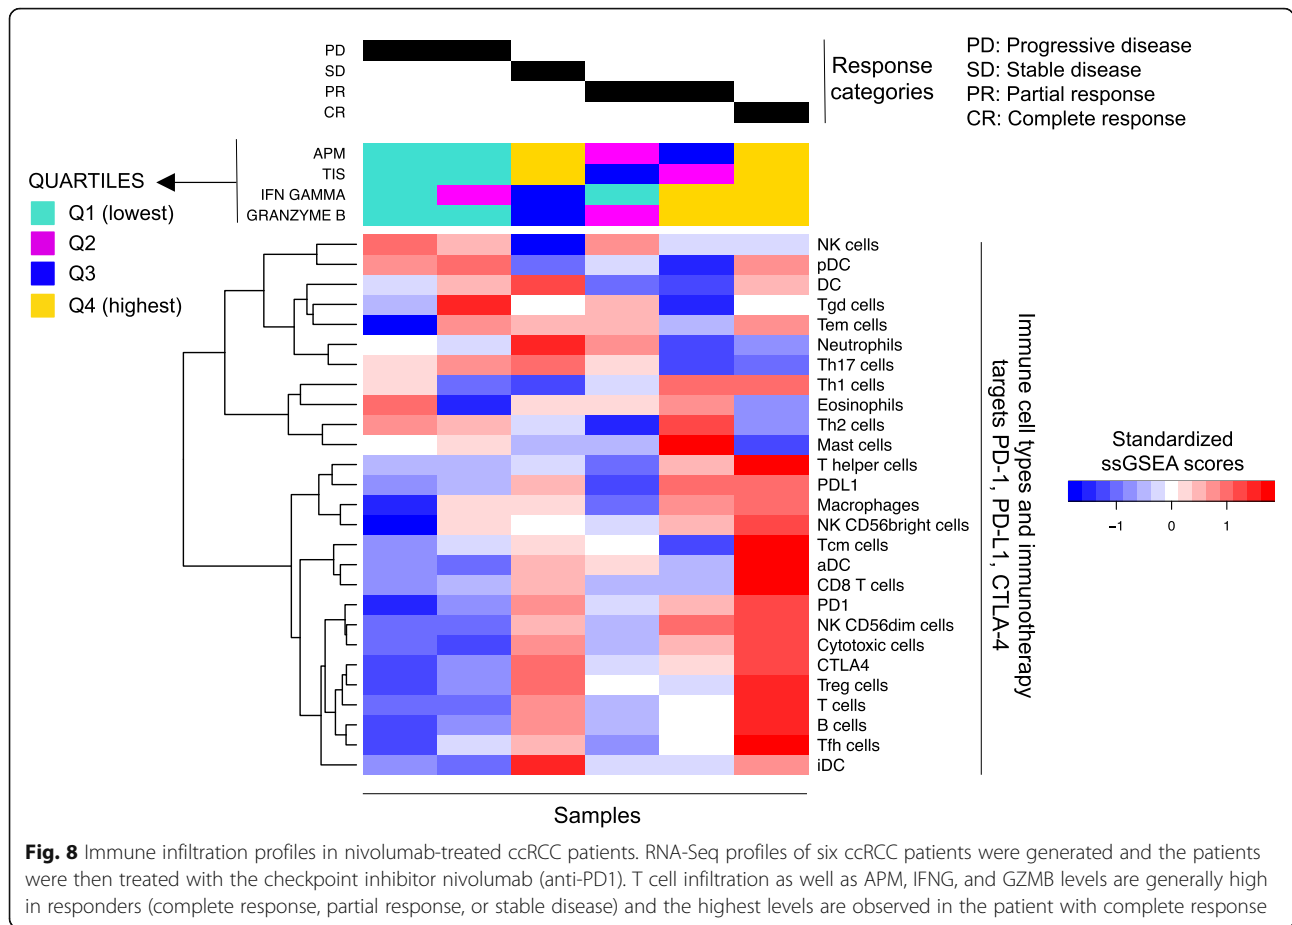 PD
SD
PR
CR
Response
categories
PD: Progressive disease
SD: Stable disease
PR: Partial response
CR: Complete response
APM
TIS
IFN GAMMA
GRANZYME B
QUARTILES
Q1 (lowest)
Q2
Q3
Q4 (highest)
NK cells
pDC
DC
Tgd cells
Tem cells
Neutrophils
Th17 cells
Th1 cells
Eosinophils
Th2 cells
Mast cells
T helper cells
PDL1
Macrophages
NK CD56bright cells
Tcm cells
aDC
CD8 T cells
PD1
NK CD56dim cells
Cytotoxic cells
CTLA4
Treg cells
T cells
B cells
Tfh cells
iDC
Immune cell types and immunotherapy
targets PD-1, PD-L1, CTLA-4
Standardized
ssGSEA scores
−1 0 1
Samples
Fig. 8 Immune infiltration profiles in nivolumab-treated ccRCC patients. RNA-Seq profiles of six ccRCC patients were generated and the patients
were then treated with the checkpoint inhibitor nivolumab (anti-PD1). T cell infiltration as well as APM, IFNG, and GZMB levels are generally high
in responders (complete response, partial response, or stable disease) and the highest levels are observed in the patient with complete response